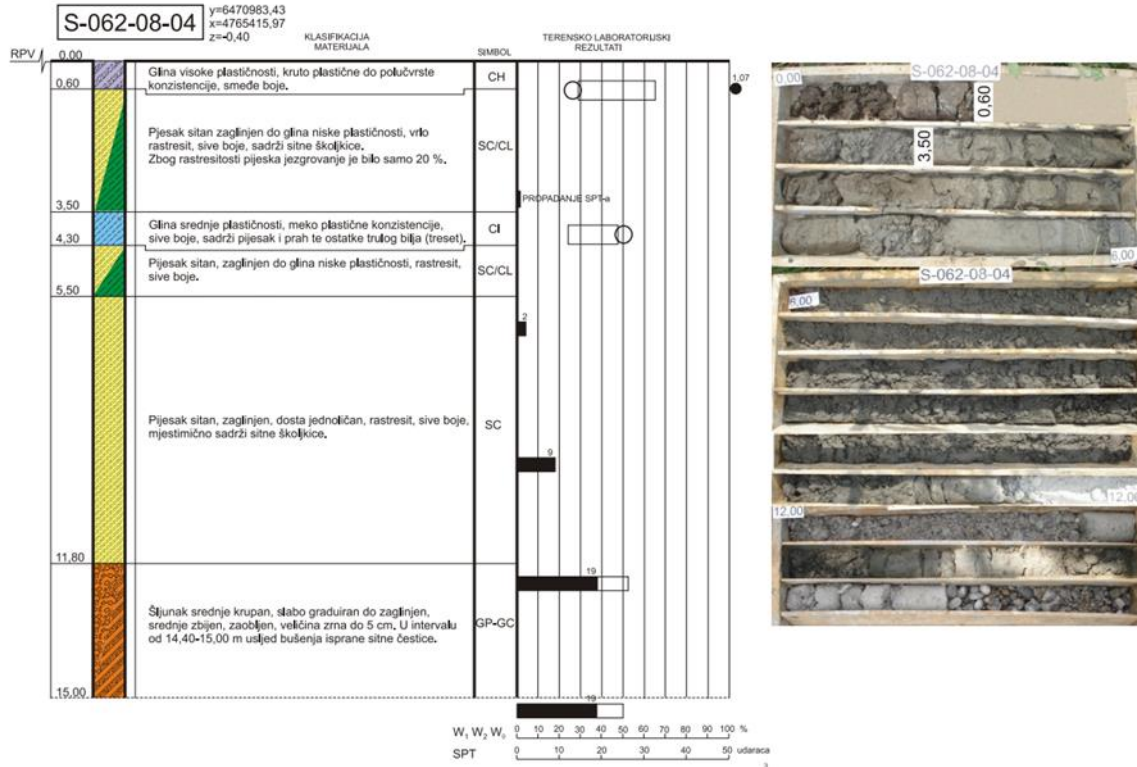 S-062-08-04
y=6470983,43
x=4765415,97
z=-0,40
KLASIFIKACIJA
MATERIJALA
SIMBOL
TERENSKO LABORATORIJSKI
REZULTATI
RPV
0,00
Glina visoke plastičnosti, kruto plastične do polučvrste
konzistencije, smeđe boje.
CH
1,07
0,60
Pjesak sitan zaglinjen do glina niske plastičnosti, vrlo
rastresit, sive boje, sadrži sitne školjkice.
Zbog rastresitosti pijeska jezgrovanje je bilo samo 20 %.
SC/CL
PROPADANJE SPT-a
3,50
Glina srednje plastičnosti, meko plastične konzistencije,
sive boje, sadrži pijesak i prah te ostatke trulog bilja (treset).
CI
4,30
Pijesak sitan, zaglinjen do glina niske plastičnosti, rastresit,
sive boje.
SC/CL
5,50
2
Pijesak sitan, zaglinjen, dosta jednoličan, rastresit, sive boje,
mjestimično sadrži sitne školjkice.
SC
9
11,80
19
Šljunak srednje krupan, slabo graduiran do zaglinjen,
srednje zbijen, zaobljen, veličina zrna do 5 cm. U intervalu
od 14,40-15,00 m usljed bušenja isprane sitne čestice.
GP-GC
15,00
19
W₁ W₂ W₀ 0 10 20 30 40 50 60 70 80 90 100 %
SPT 0 10 20 30 40 50 udaraca
3
0,00
S-062-08-04
0,60
3,50
6,00
S-062-08-04
6,00
12,00
12,00